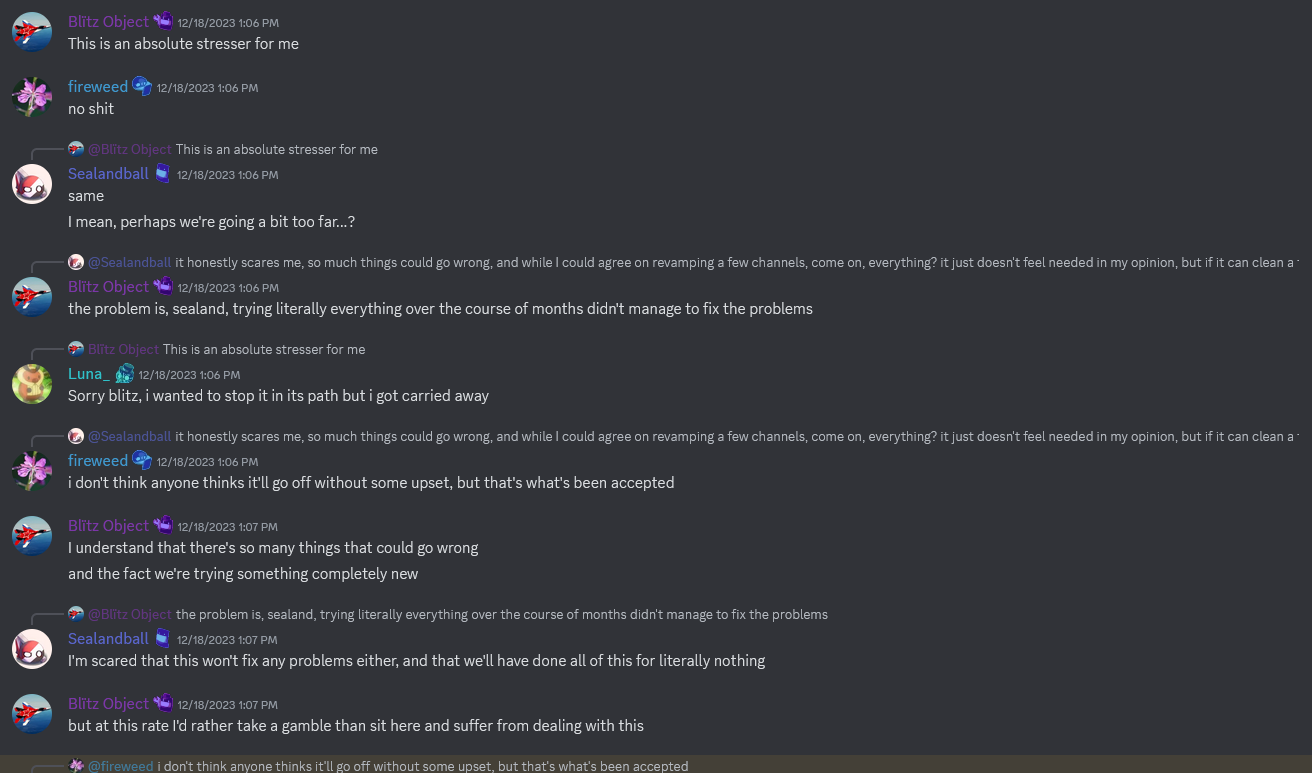 Blïtz Object 12/18/2023 1:06 PM
This is an absolute stresser for me
fireweed 12/18/2023 1:06 PM
no shit
@Blïtz Object This is an absolute stresser for me
Sealandball 12/18/2023 1:06 PM
same
I mean, perhaps we're going a bit too far...?
@Sealandball it honestly scares me, so much things could go wrong, and while I could agree on revamping a few channels, come on, everything? it just doesn't feel needed in my opinion, but if it can clean a
Blïtz Object 12/18/2023 1:06 PM
the problem is, sealand, trying literally everything over the course of months didn't manage to fix the problems
Blïtz Object This is an absolute stresser for me
Luna_ 12/18/2023 1:06 PM
Sorry blitz, i wanted to stop it in its path but i got carried away
@Sealandball it honestly scares me, so much things could go wrong, and while I could agree on revamping a few channels, come on, everything? it just doesn't feel needed in my opinion, but if it can clean a
fireweed 12/18/2023 1:06 PM
i don't think anyone thinks it'll go off without some upset, but that's what's been accepted
Blïtz Object 12/18/2023 1:07 PM
I understand that there's so many things that could go wrong
and the fact we're trying something completely new
@Blïtz Object the problem is, sealand, trying literally everything over the course of months didn't manage to fix the problems
Sealandball 12/18/2023 1:07 PM
I'm scared that this won't fix any problems either, and that we'll have done all of this for literally nothing
Blïtz Object 12/18/2023 1:07 PM
but at this rate I'd rather take a gamble than sit here and suffer from dealing with this
@fireweed i don't think anyone thinks it'll go off without some upset, but that's what's been accepted